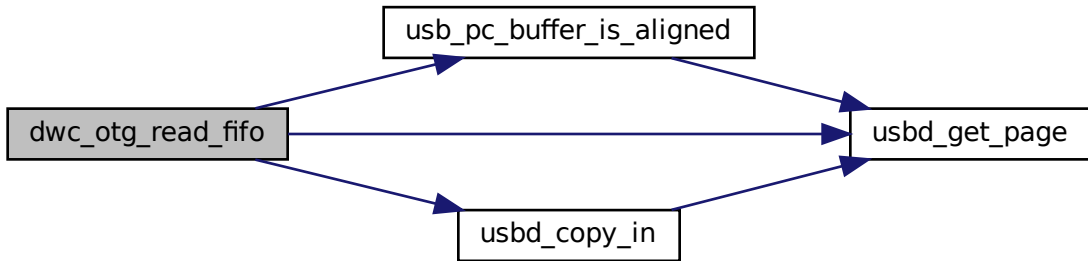 usb_pc_buffer_is_aligned
dwc_otg_read_fifo
usbd_get_page
usbd_copy_in